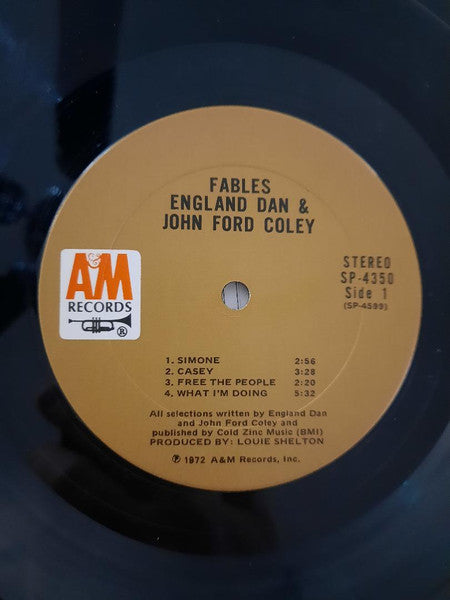 FABLES
ENGLAND DAN &
JOHN FORD COLEY
A&M
RECORDS
®
STEREO
SP-4350
Side 1
(SP-4599)
1. SIMONE 2:56
2. CASEY 3:28
3. FREE THE PEOPLE 2:20
4. WHAT I'M DOING 5:32
All selections written by England Dan
and John Ford Coley and
published by Cold Zinc Music (BMI)
PRODUCED BY: LOUIE SHELTON
℗ 1972 A&M Records, Inc.